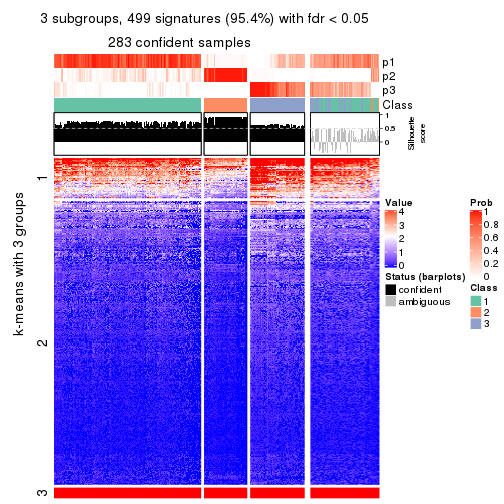 3 subgroups, 499 signatures (95.4%) with fdr < 0.05
283 confident samples
p1
p2
p3
Class
1
0.5
0
Silhouette
score
k-means with 3 groups
1
2
3
Value
4
3
2
1
0
Status (barplots)
confident
ambiguous
Prob
1
0.8
0.6
0.4
0.2
0
Class
1
2
3